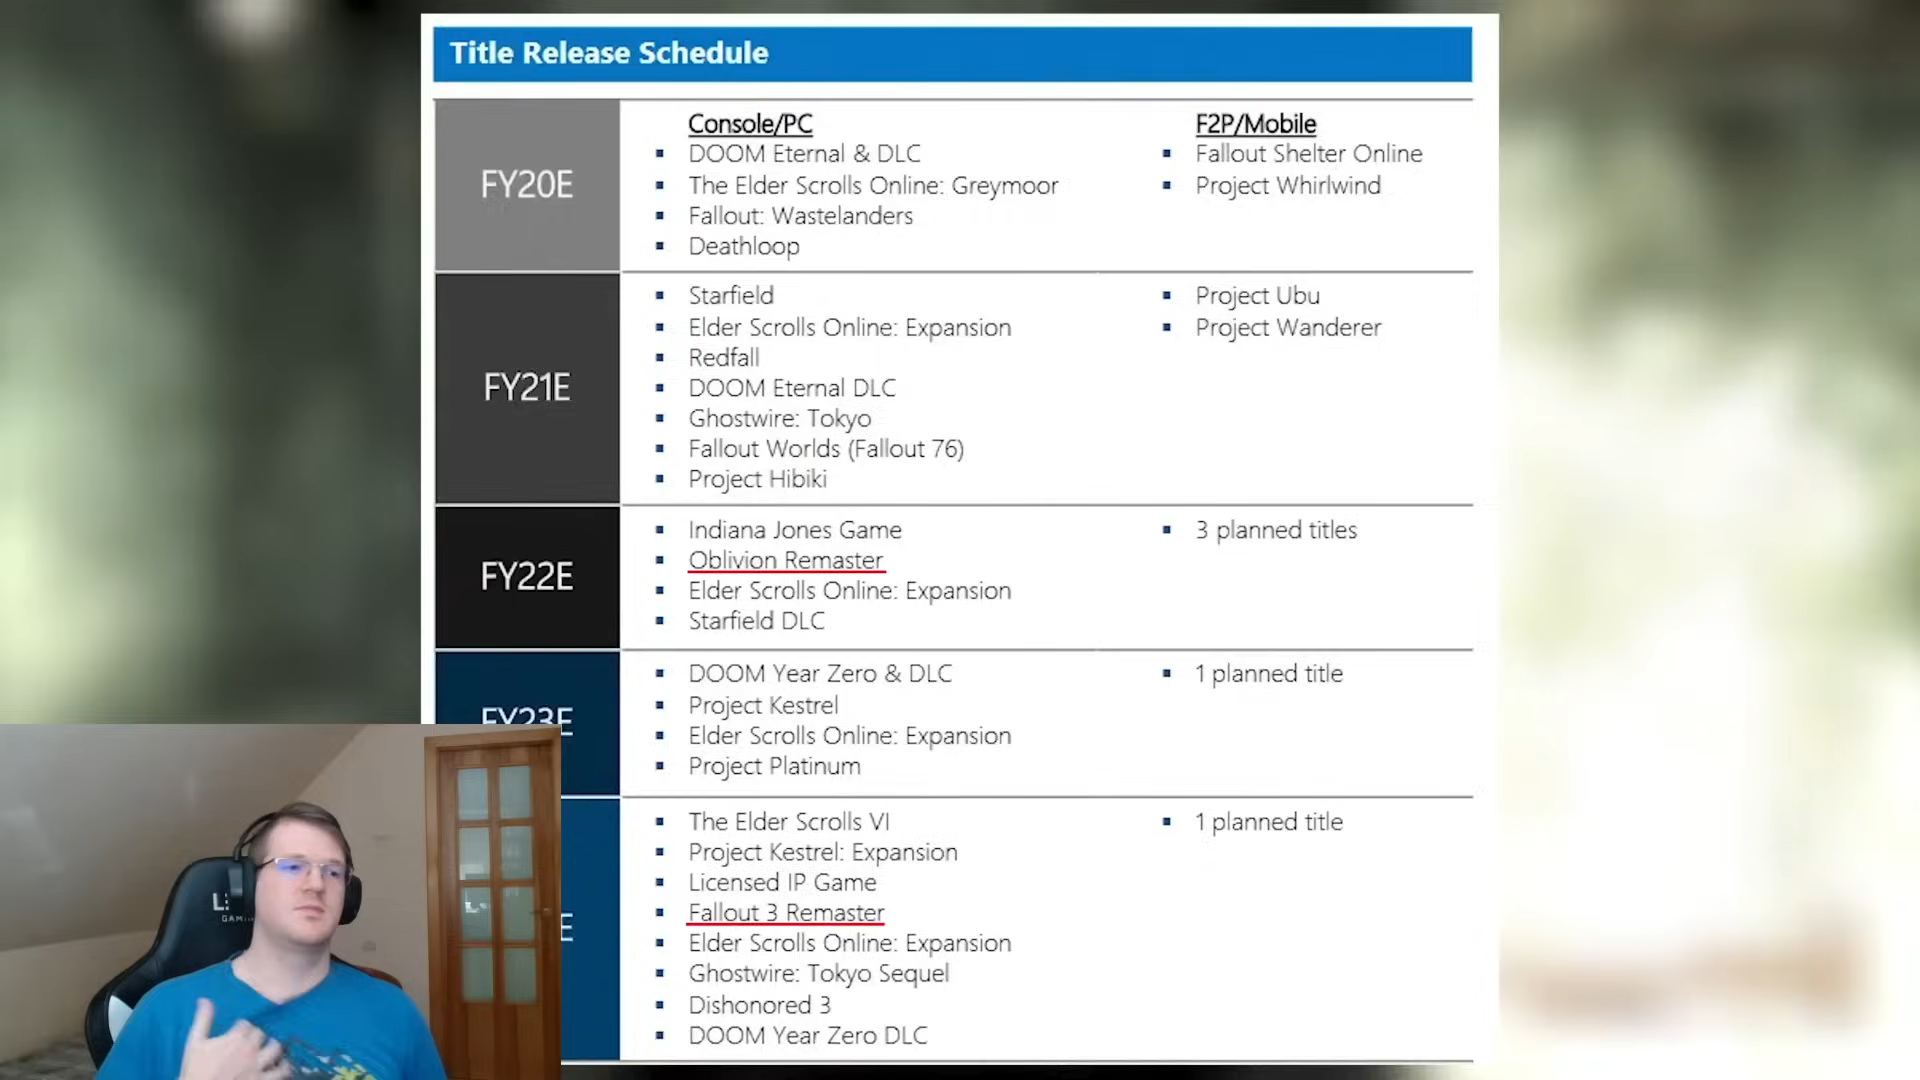 Title Release Schedule
Console/PC
F2P/Mobile
FY20E
DOOM Eternal & DLC
The Elder Scrolls Online: Greymoor
Fallout: Wastelanders
Deathloop
Fallout Shelter Online
Project Whirlwind
FY21E
Starfield
Elder Scrolls Online: Expansion
Redfall
DOOM Eternal DLC
Ghostwire: Tokyo
Fallout Worlds (Fallout 76)
Project Hibiki
Project Ubu
Project Wanderer
FY22E
Indiana Jones Game
Oblivion Remaster
Elder Scrolls Online: Expansion
Starfield DLC
3 planned titles
FY23E
DOOM Year Zero & DLC
Project Kestrel
Elder Scrolls Online: Expansion
Project Platinum
1 planned title
E
The Elder Scrolls VI
Project Kestrel: Expansion
Licensed IP Game
Fallout 3 Remaster
Elder Scrolls Online: Expansion
Ghostwire: Tokyo Sequel
Dishonored 3
DOOM Year Zero DLC
1 planned title